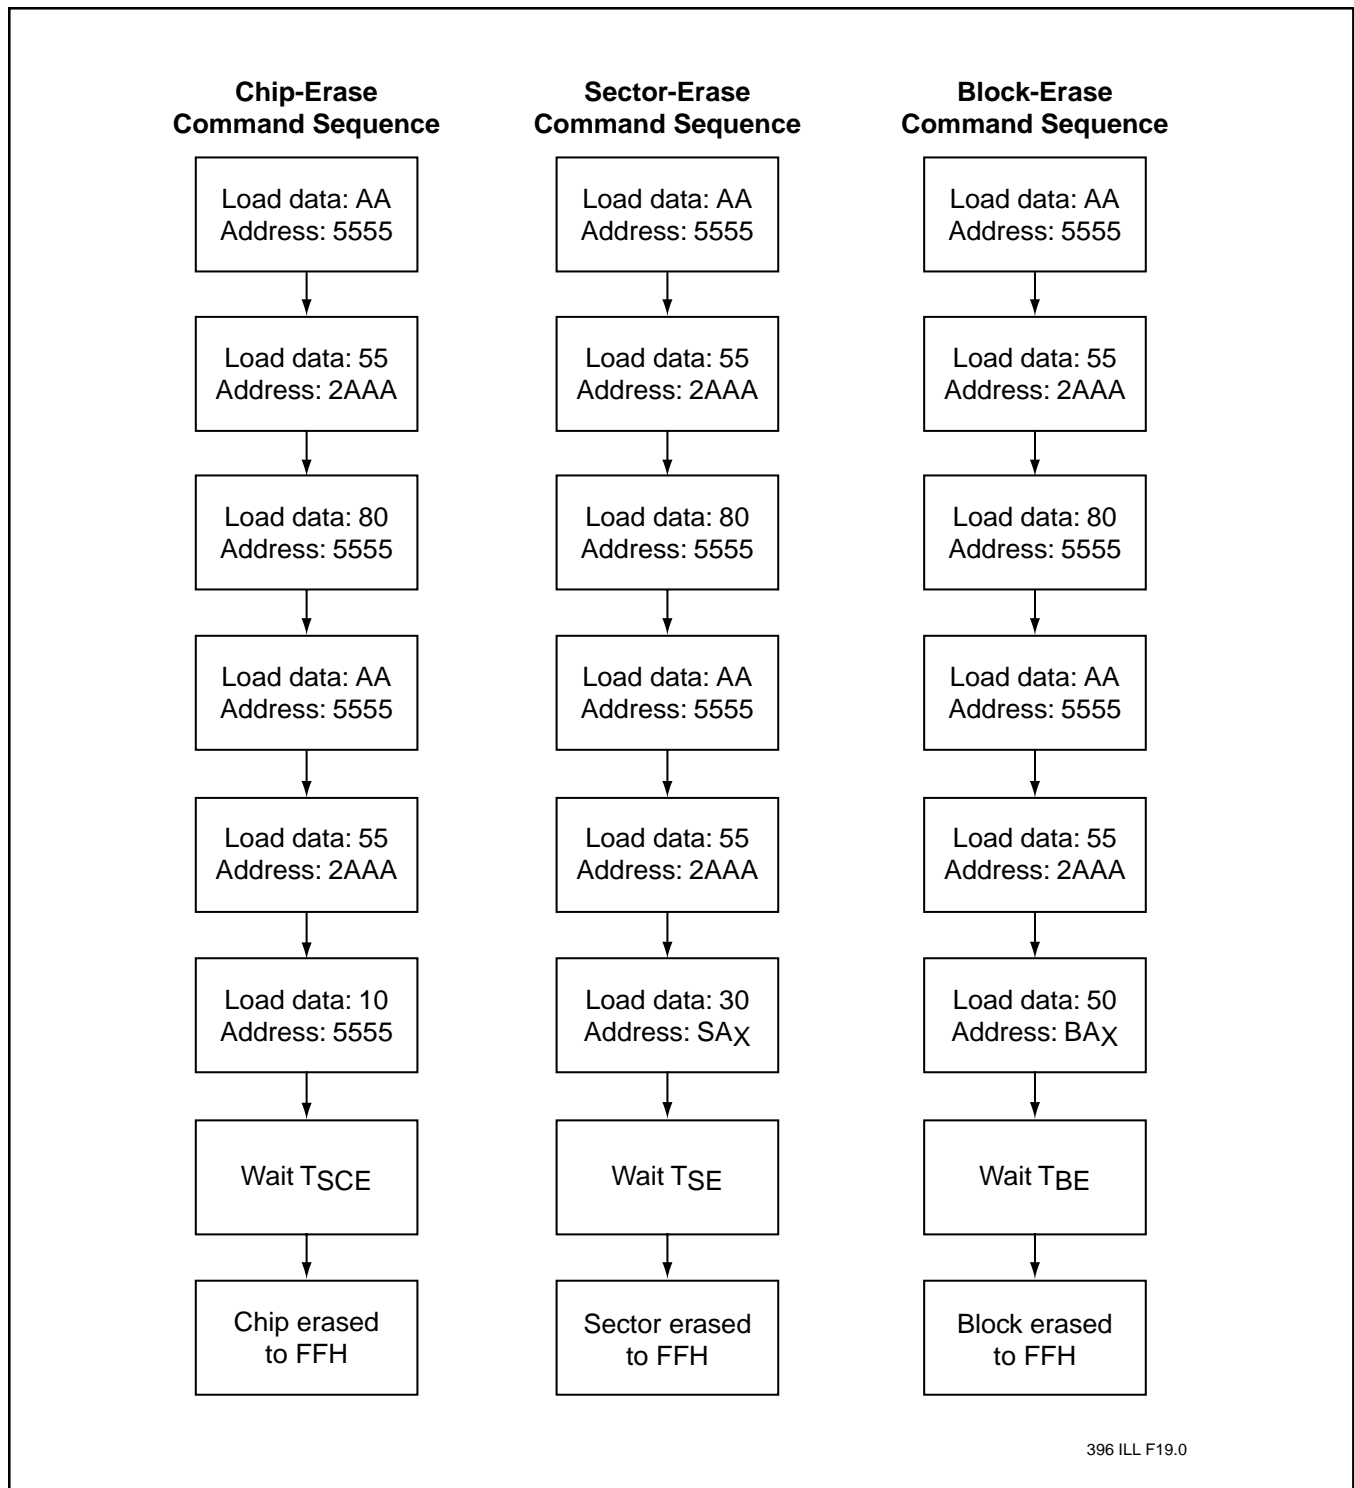 Chip-Erase
Command Sequence
Load data: AA
Address: 5555
Load data: 55
Address: 2AAA
Load data: 80
Address: 5555
Load data: AA
Address: 5555
Load data: 55
Address: 2AAA
Load data: 10
Address: 5555
Wait TSCE
Chip erased
to FFH
Sector-Erase
Command Sequence
Load data: AA
Address: 5555
Load data: 55
Address: 2AAA
Load data: 80
Address: 5555
Load data: AA
Address: 5555
Load data: 55
Address: 2AAA
Load data: 30
Address: SAX
Wait TSE
Sector erased
to FFH
Block-Erase
Command Sequence
Load data: AA
Address: 5555
Load data: 55
Address: 2AAA
Load data: 80
Address: 5555
Load data: AA
Address: 5555
Load data: 55
Address: 2AAA
Load data: 50
Address: BAX
Wait TBE
Block erased
to FFH
396 ILL F19.0